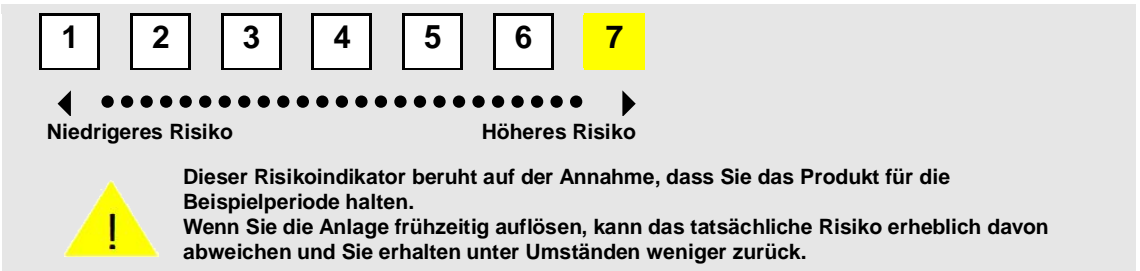 1 2 3 4 5 6 7
Niedrigeres Risiko Höheres Risiko
Dieser Risikoindikator beruht auf der Annahme, dass Sie das Produkt für die
Beispielperiode halten.
! Wenn Sie die Anlage frühzeitig auflösen, kann das tatsächliche Risiko erheblich davon
abweichen und Sie erhalten unter Umständen weniger zurück.